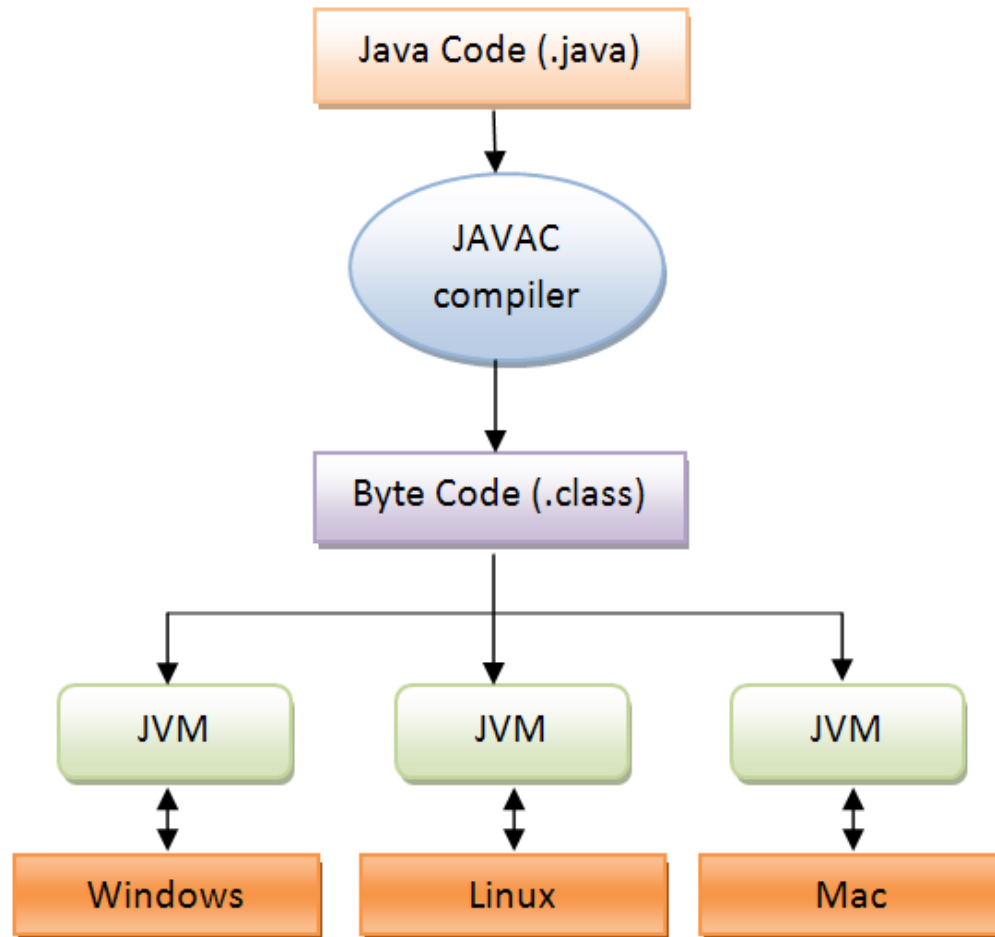 Java Code (.java)
JAVAC
compiler
Byte Code (.class)
JVM
JVM
JVM
Windows
Linux
Mac